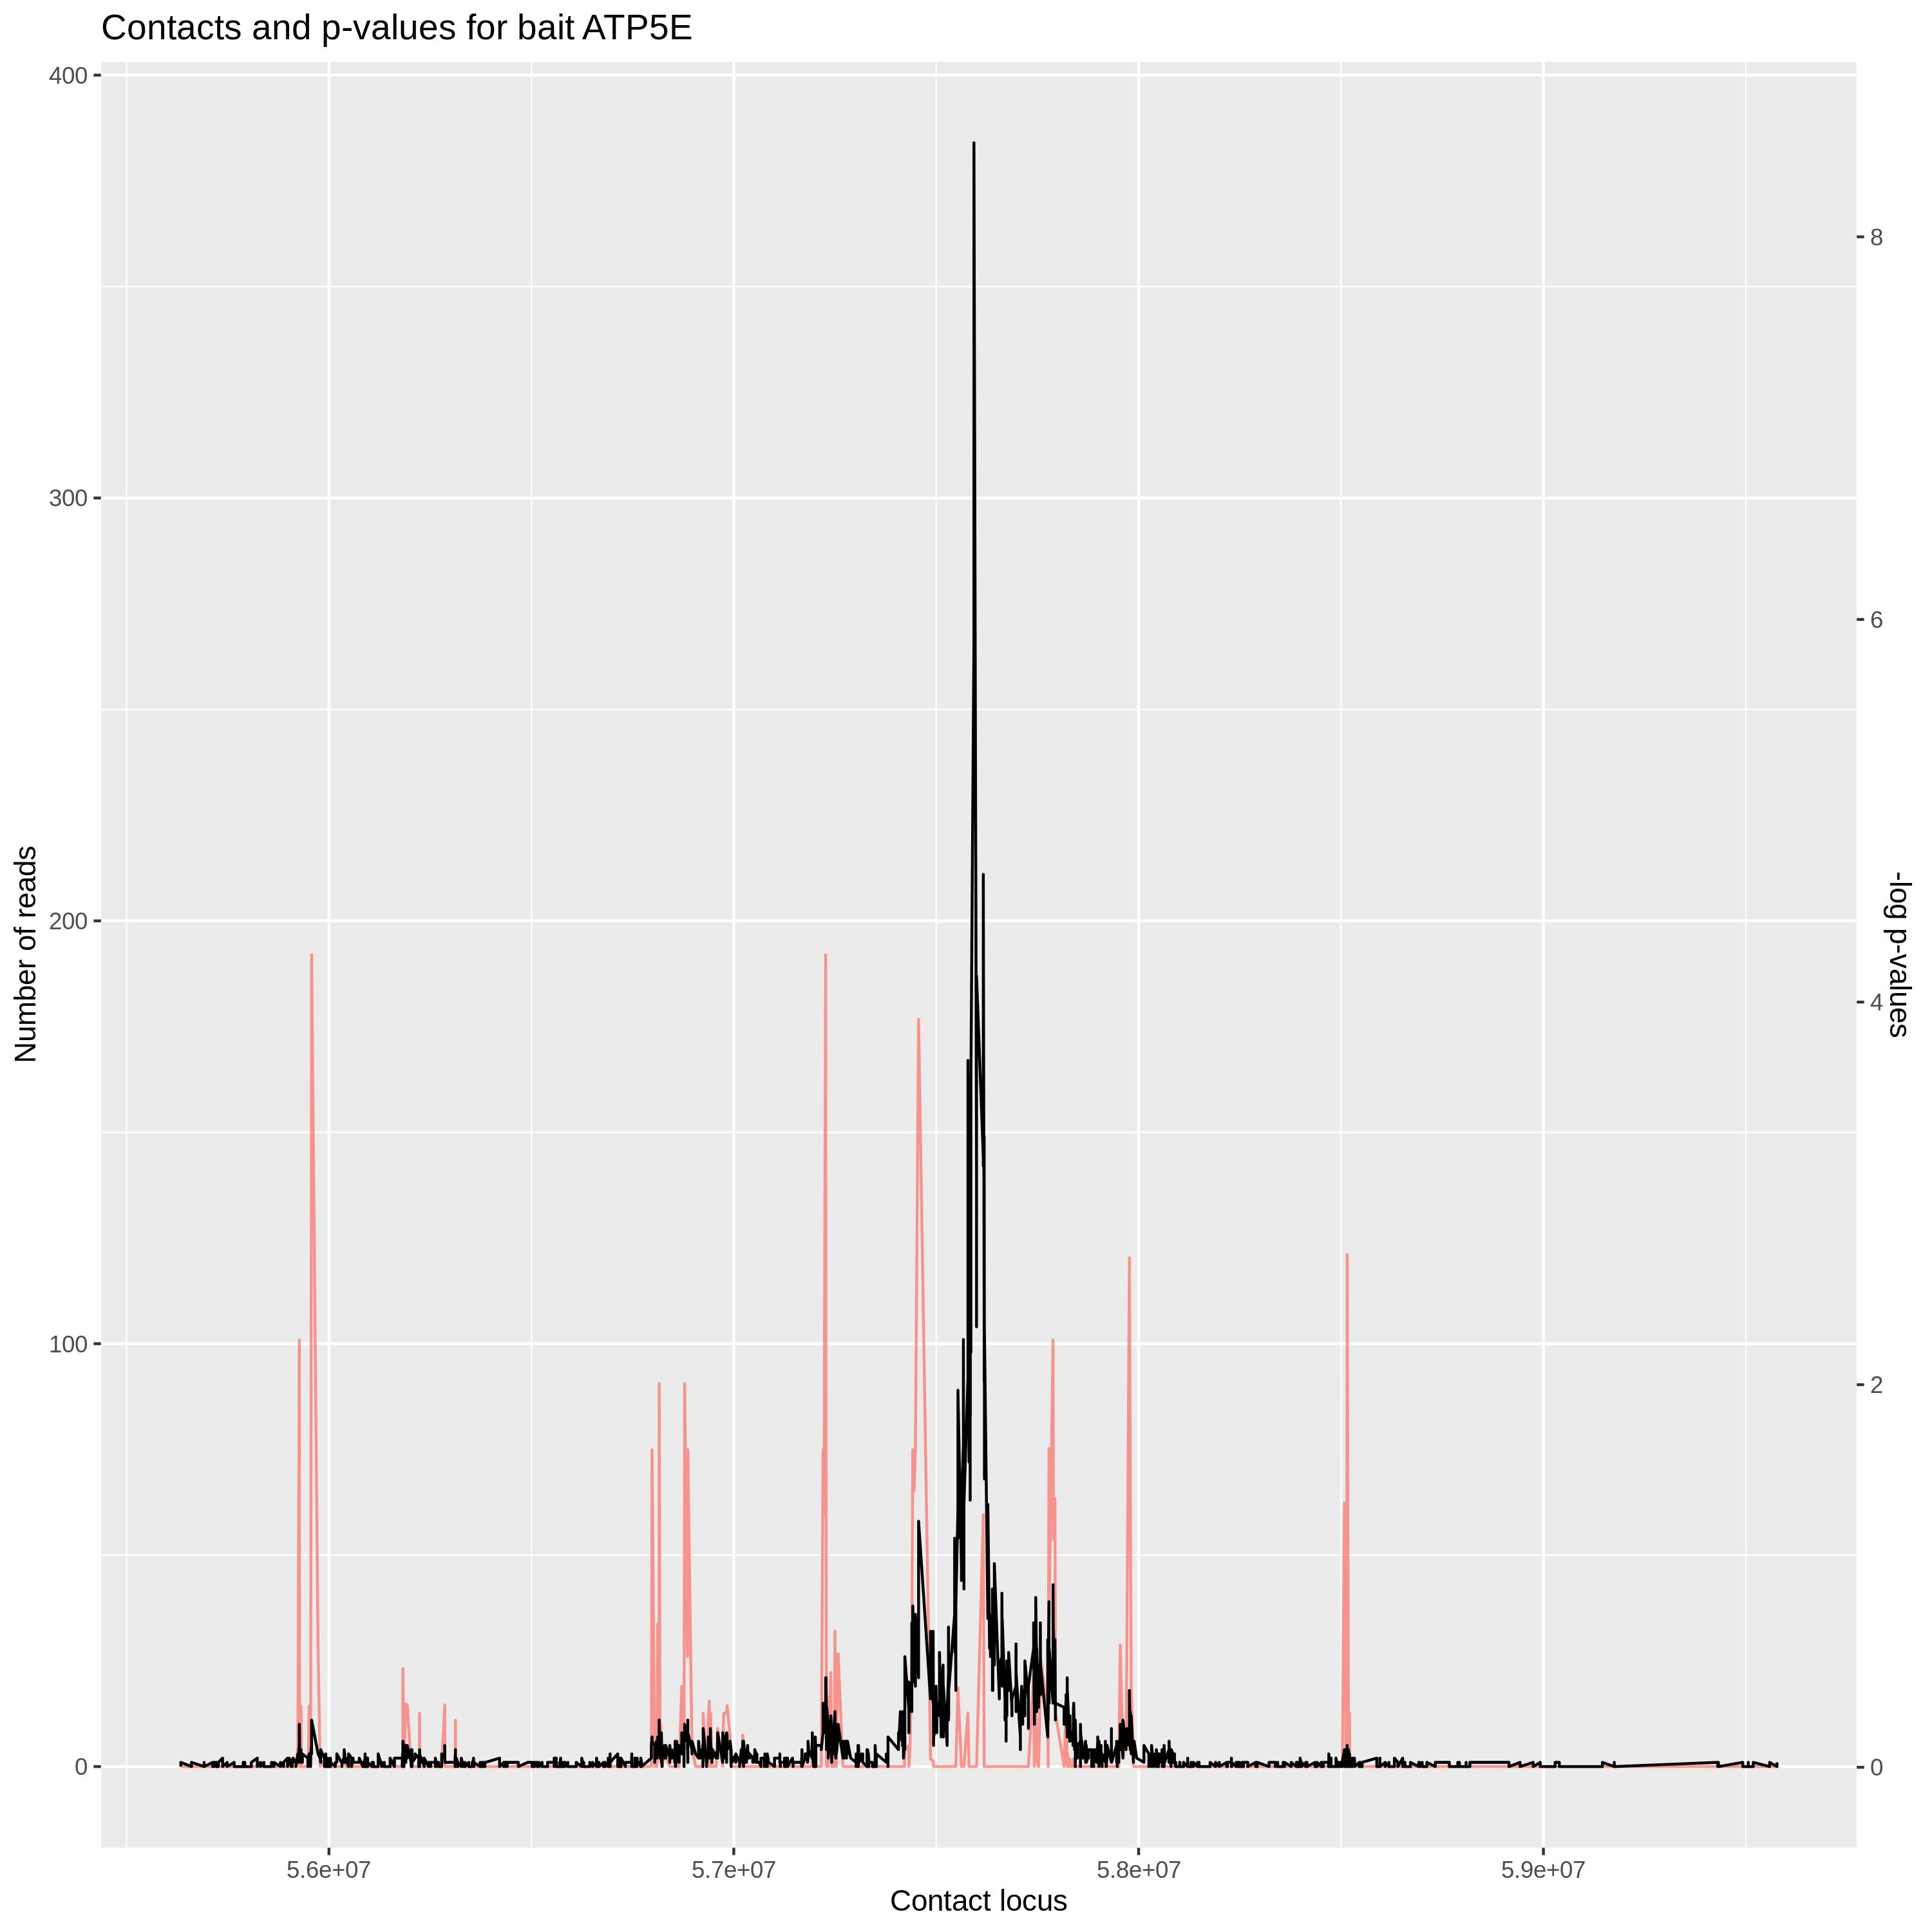 Contacts and p-values for bait ATP5E
400
300
200
100
0
Number of reads
8
6
4
2
0
-log p-values
5.6e+07
5.7e+07
5.8e+07
5.9e+07
Contact locus